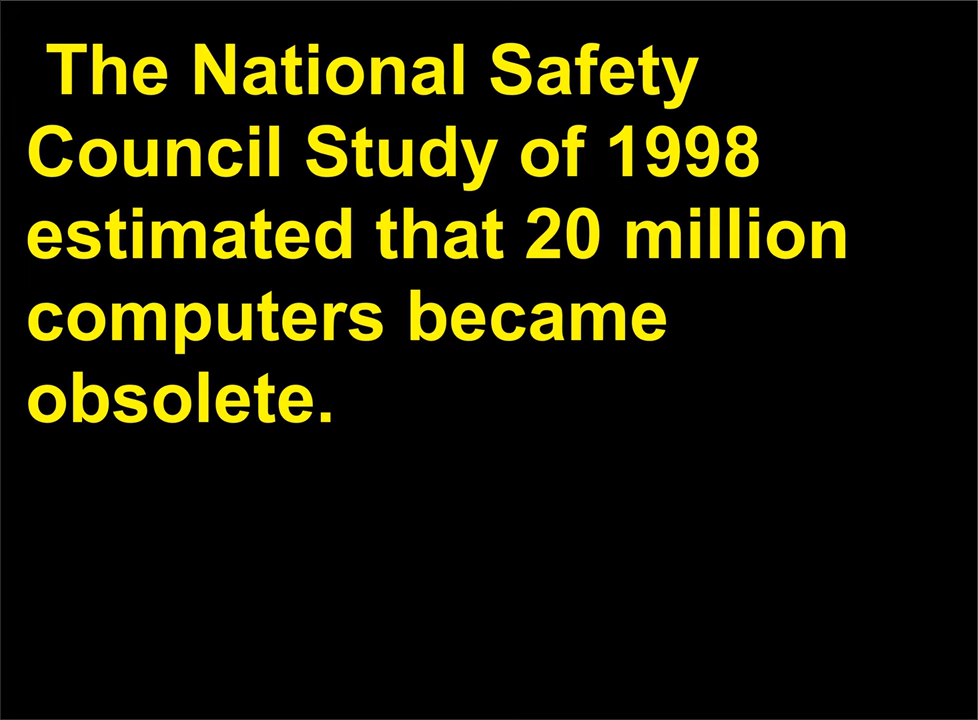 The National Safety
Council Study of 1998
estimated that 20 million
computers became
obsolete.